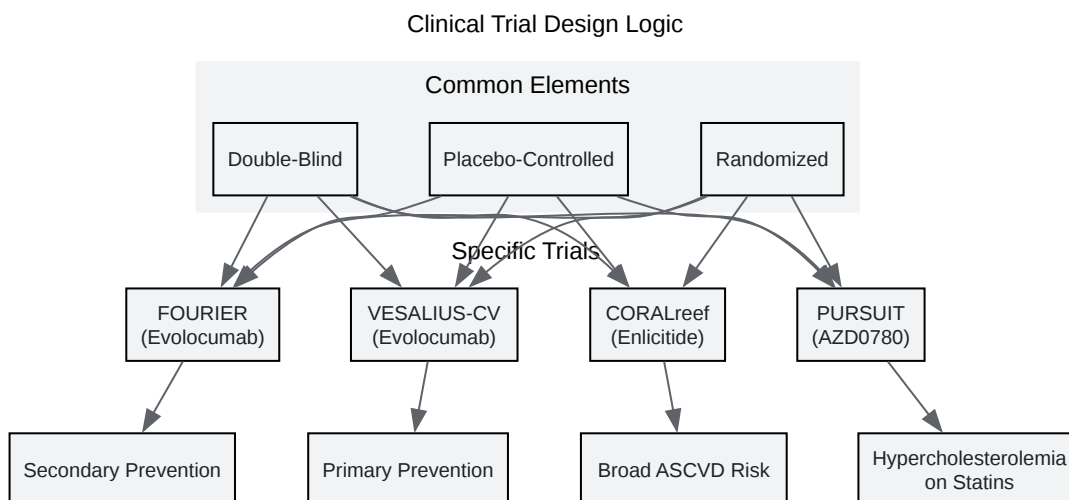 Clinical Trial Design Logic
Common Elements
Double-Blind
Placebo-Controlled
Randomized
Specific Trials
FOURIER
(Evolocumab)
VESALIUS-CV
(Evolocumab)
CORALreef
(Enlicitide)
PURSUIT
(AZD0780)
Secondary Prevention
Primary Prevention
Broad ASCVD Risk
Hypercholesterolemia
on Statins